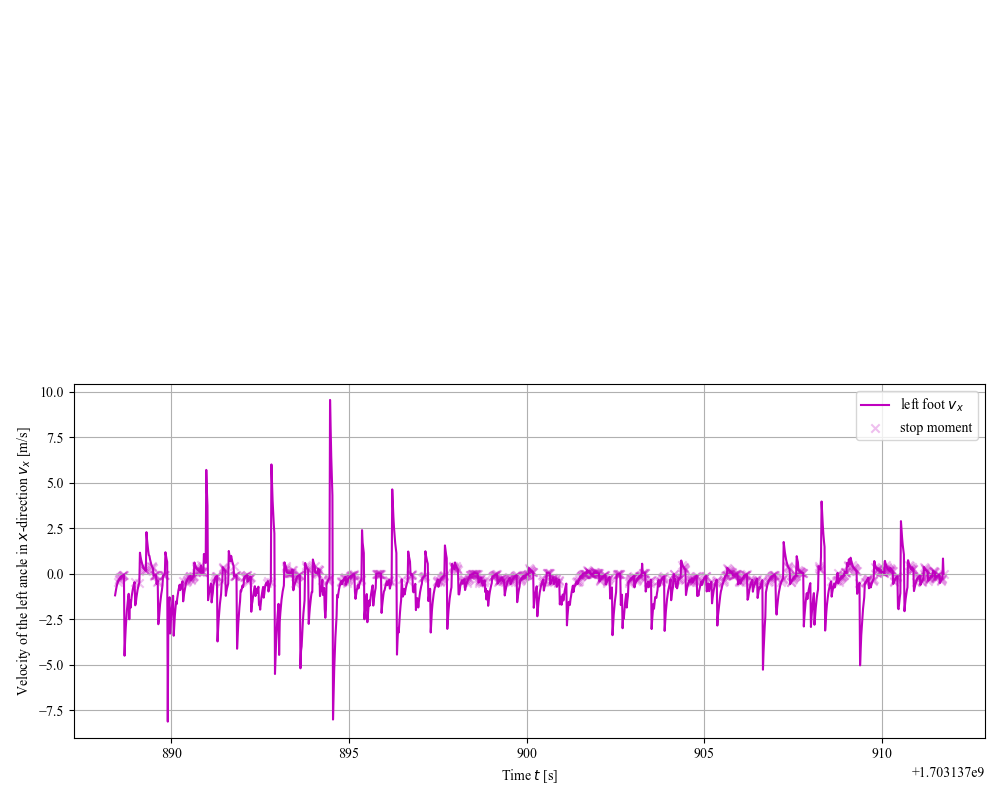 Velocity of the left ancle in x-direction vₓ [m/s]
10.0
7.5
5.0
2.5
0.0
−2.5
−5.0
−7.5
left foot vₓ
stop moment
890
895
900
905
910
Time t [s]
+1.703137e9